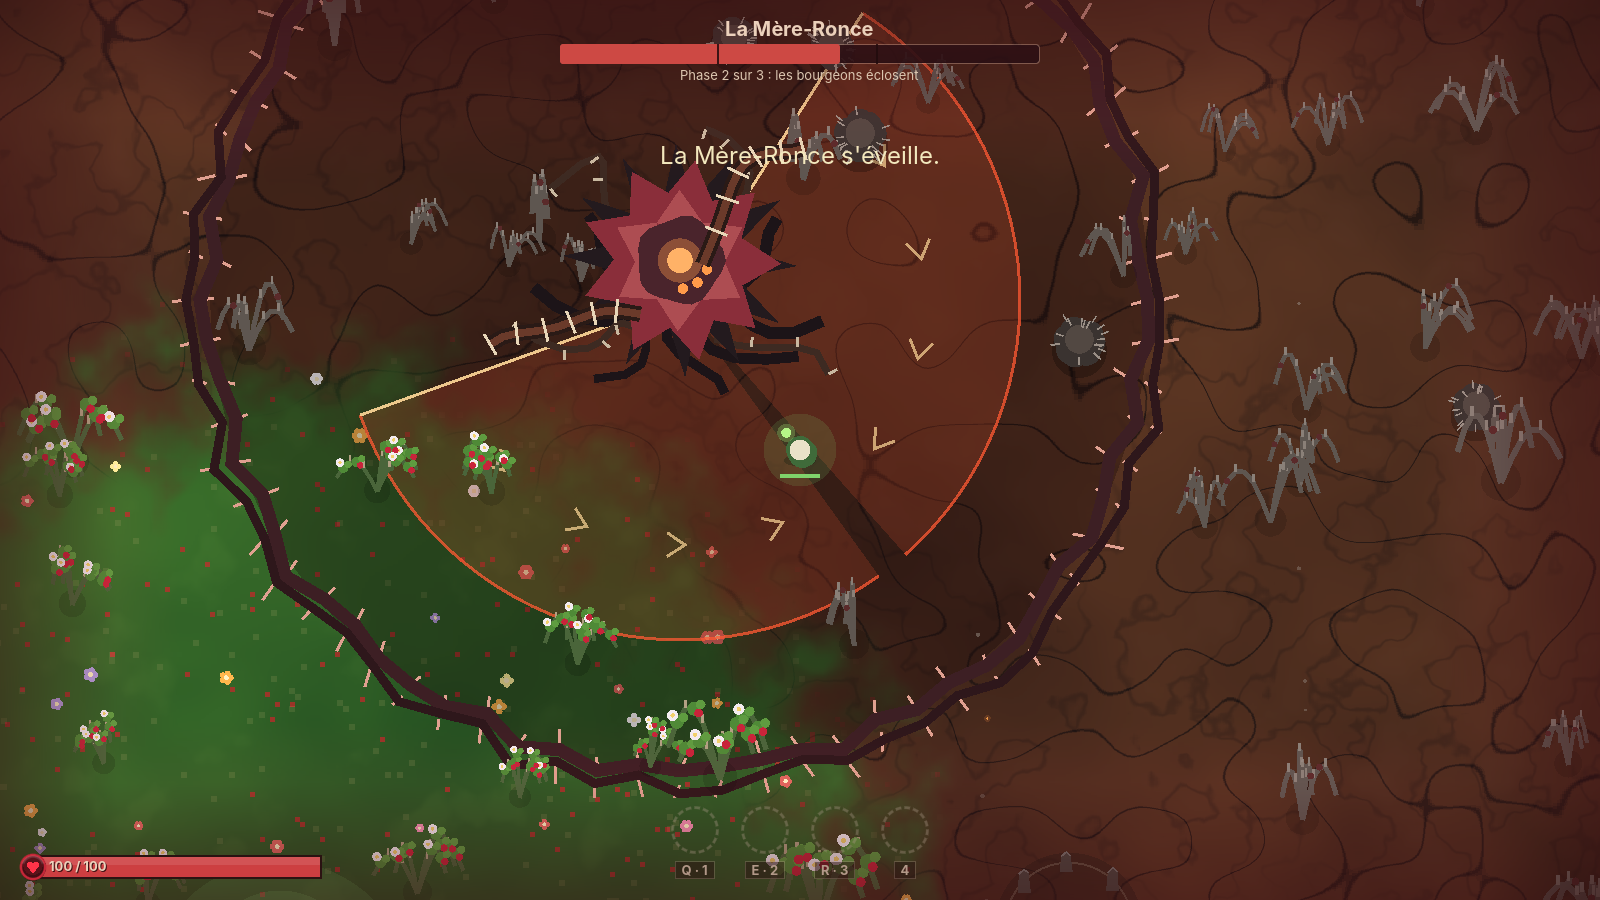 La Mère-Ronce
Phase 2 sur 3 : les bourgeons éclosent
La Mère-Ronce s'éveille.
100 / 100
Q · 1
E · 2
R · 3
4